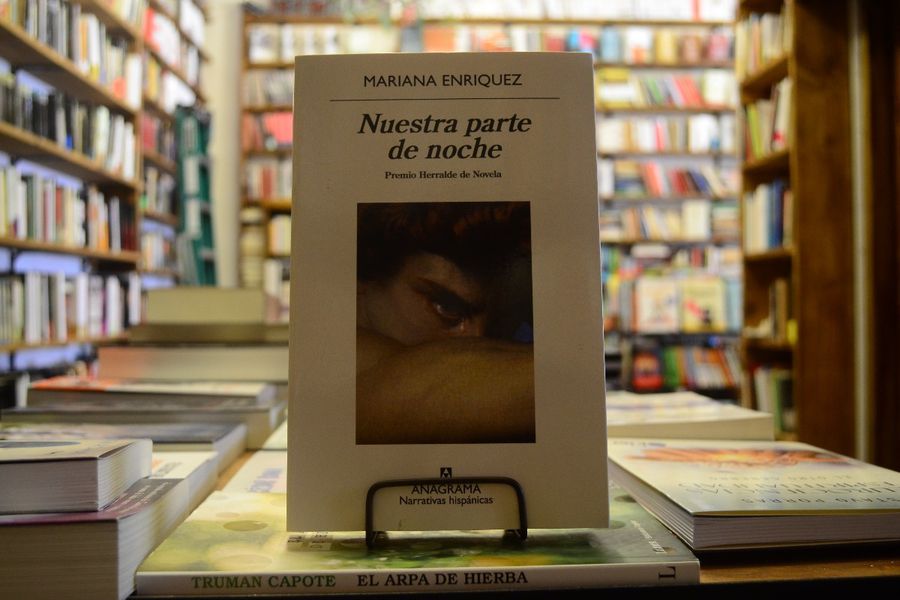 MARIANA ENRIQUEZ
Nuestra parte
de noche
Premio Herralde de Novela
ANAGRAMA
Narrativas hispánicas
TRUMAN CAPOTE EL ARPA DE HIERBA L